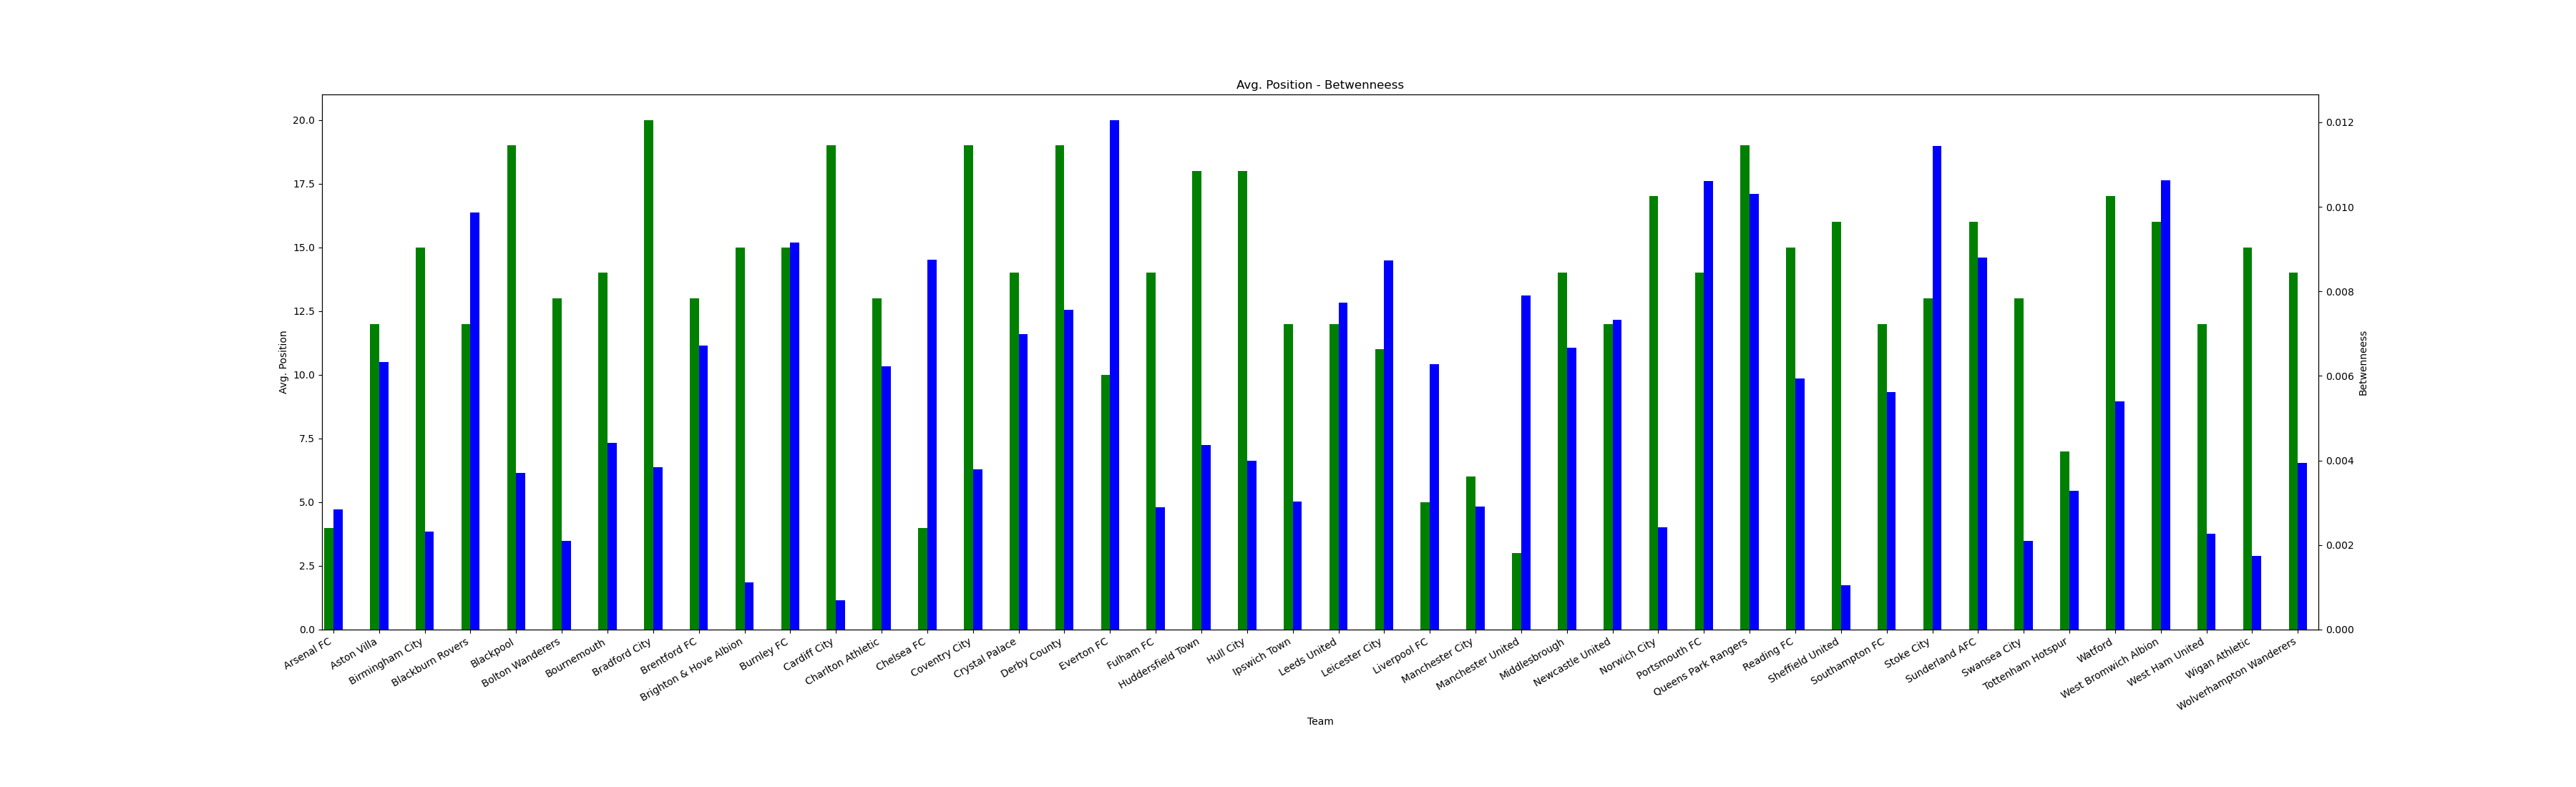 Avg. Position - Betwenneess
20.0
17.5
15.0
12.5
10.0
7.5
5.0
2.5
0.0
Avg. Position
0.012
0.010
0.008
0.006
0.004
0.002
0.000
Betwenneess
Arsenal FC
Aston Villa
Birmingham City
Blackburn Rovers
Blackpool
Bolton Wanderers
Bournemouth
Bradford City
Brentford FC
Brighton & Hove Albion
Burnley FC
Cardiff City
Charlton Athletic
Chelsea FC
Coventry City
Crystal Palace
Derby County
Everton FC
Fulham FC
Huddersfield Town
Hull City
Ipswich Town
Leeds United
Leicester City
Liverpool FC
Manchester City
Manchester United
Middlesbrough
Newcastle United
Norwich City
Portsmouth FC
Queens Park Rangers
Reading FC
Sheffield United
Southampton FC
Stoke City
Sunderland AFC
Swansea City
Tottenham Hotspur
Watford
West Bromwich Albion
West Ham United
Wigan Athletic
Wolverhampton Wanderers
Team